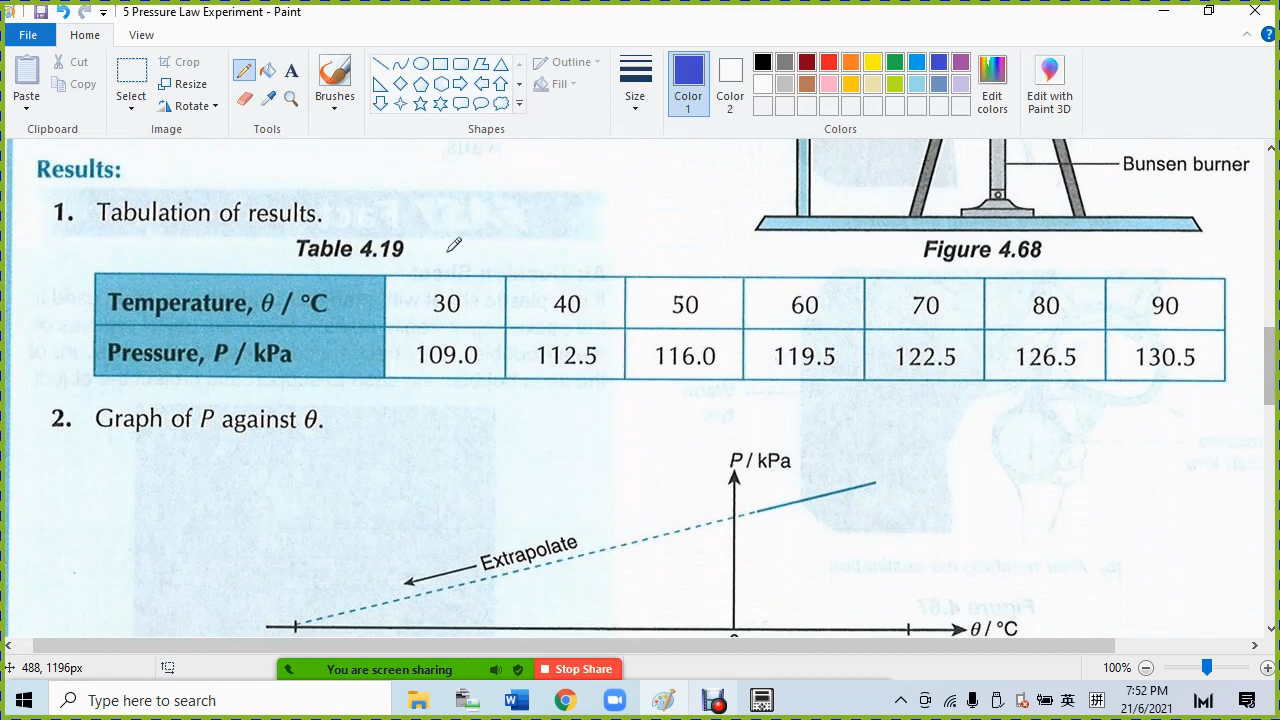 5 Pressure Law Experiment - Paint
File Home View
Paste Cut Copy Select Crop Resize Rotate A Brushes Outline Fill Size Color 1 Color 2 Edit colors Edit with Paint 3D
Clipboard Image Tools Shapes Colors
Results:
Bunsen burner
1. Tabulation of results.
Table 4.19
Figure 4.68
Temperature, θ / °C 30 40 50 60 70 80 90
Pressure, P / kPa 109.0 112.5 116.0 119.5 122.5 126.5 130.5
2. Graph of P against θ.
P / kPa
Extrapolate
θ / °C
488, 1196px 100%
You are screen sharing Stop Share
Type here to search
英 拼 7:52 PM
21/6/2021